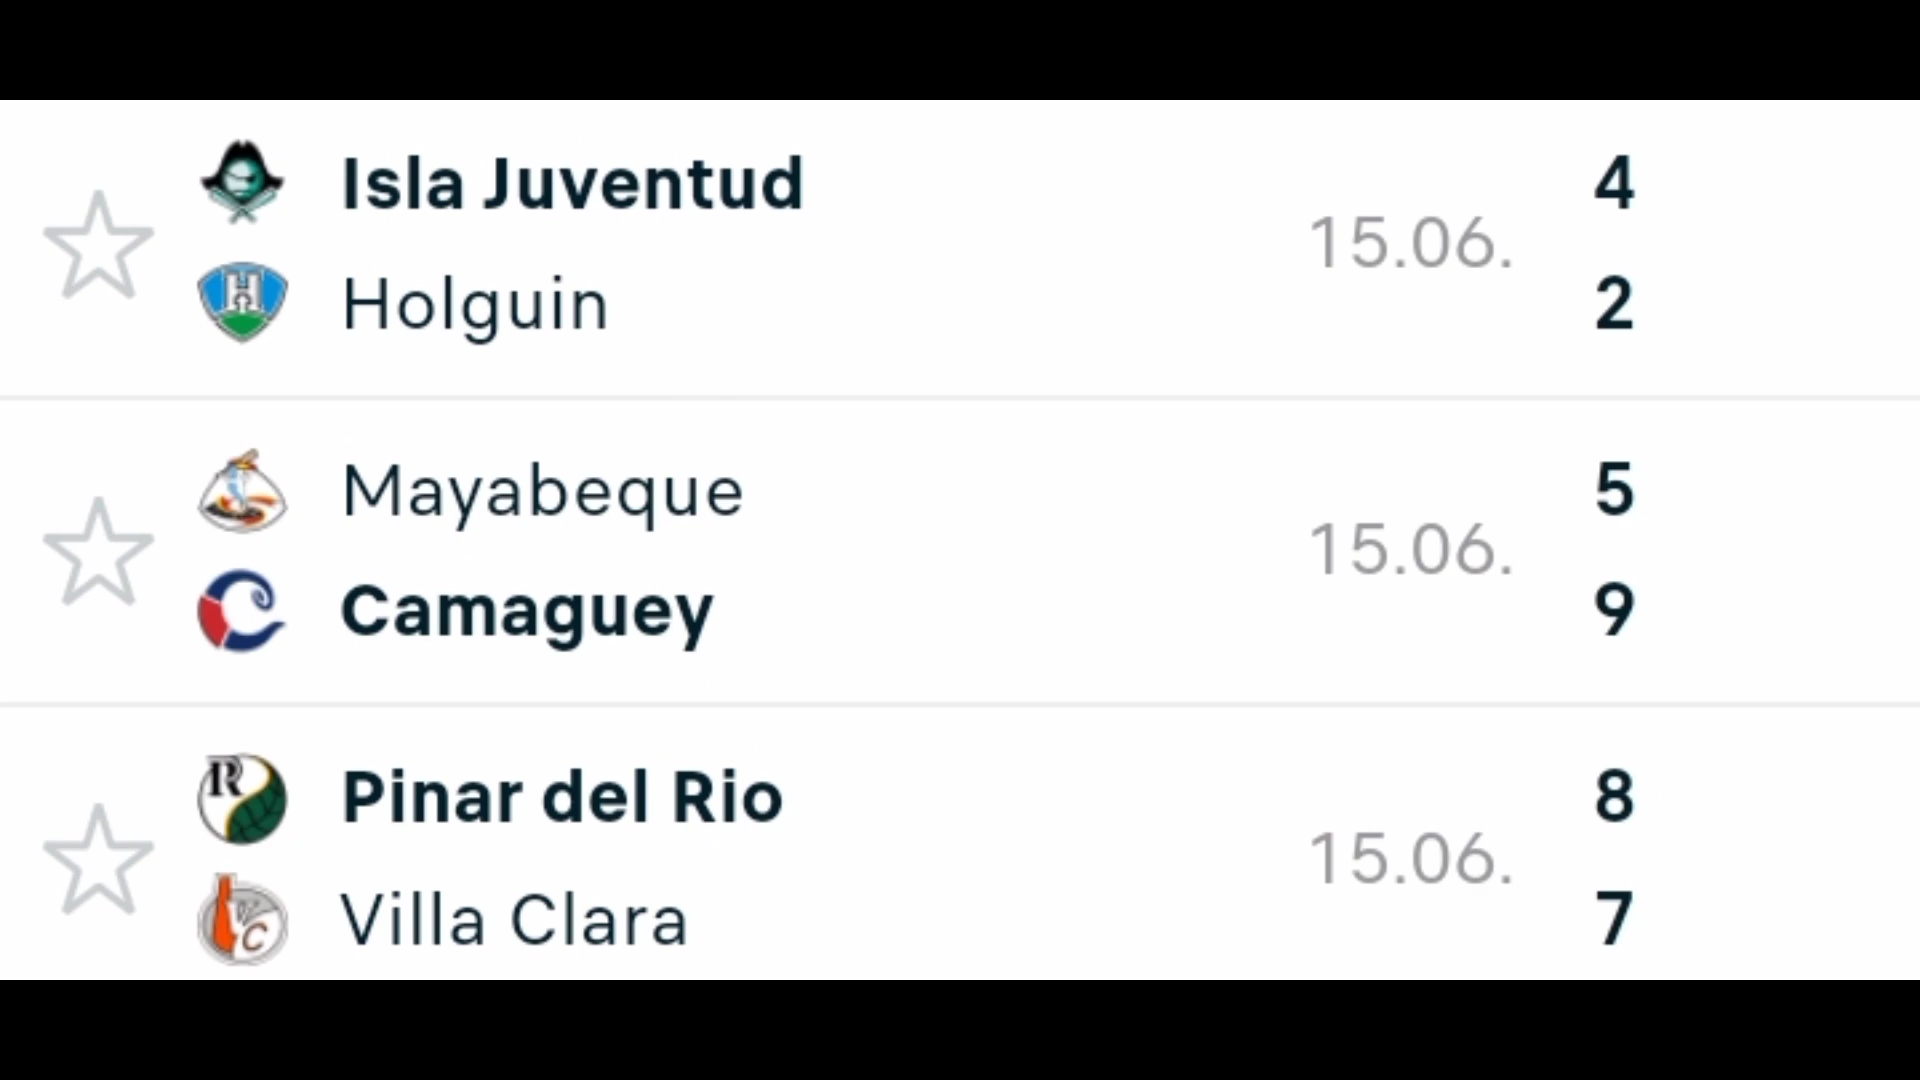 Isla Juventud 4
15.06.
Holguin 2
Mayabeque 5
15.06.
Camaguey 9
Pinar del Rio 8
15.06.
Villa Clara 7